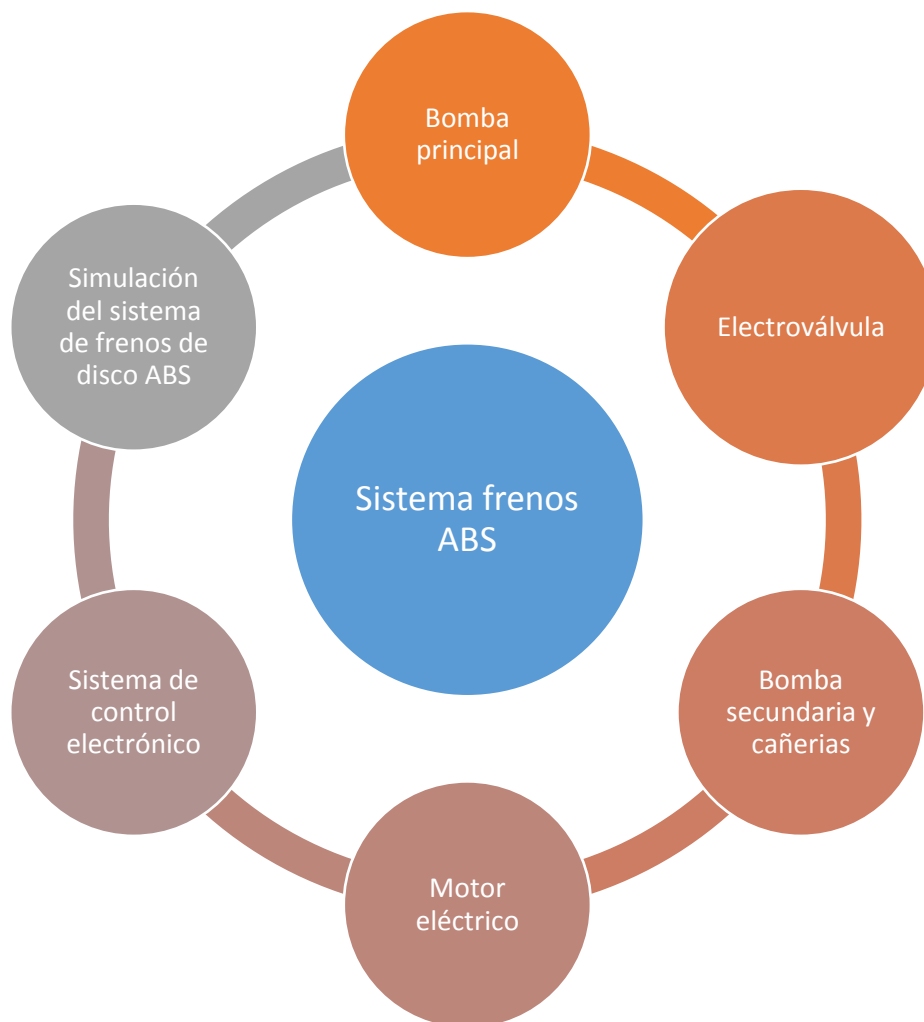 Bomba
principal
Electroválvula
Bomba
secundaria y
cañerias
Motor
eléctrico
Sistema de
control
electrónico
Simulación
del sistema
de frenos de
disco ABS
Sistema frenos
ABS